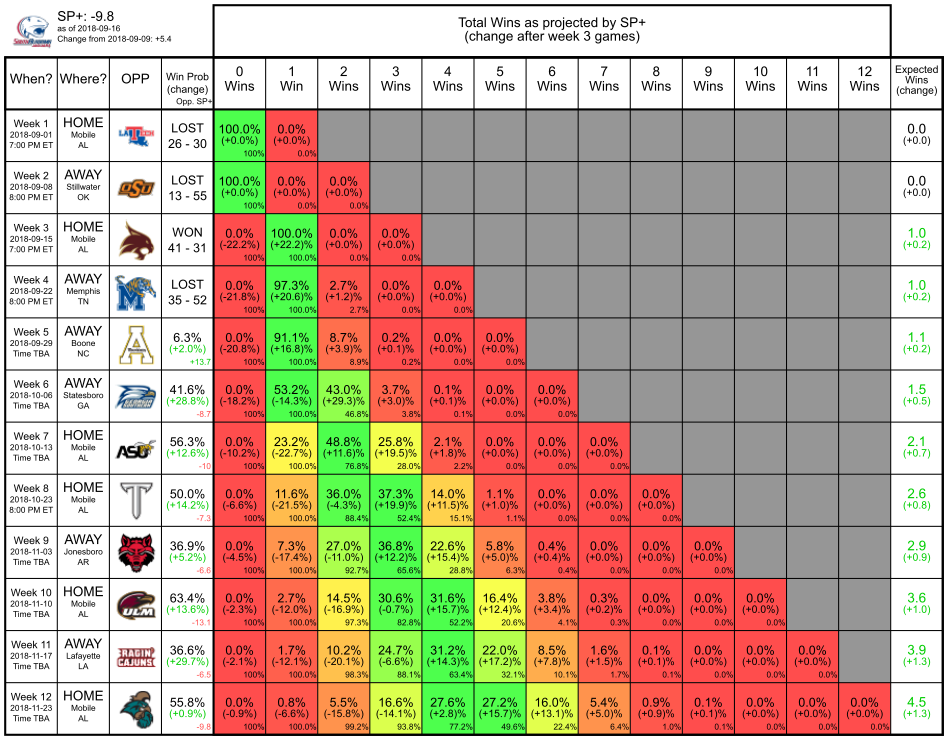 SP+: -9.8
as of 2018-09-16
Change from 2018-09-09: +5.4
Total Wins as projected by SP+
(change after week 3 games)
When? Where? OPP Win Prob (change) Opp. SP+ 0 Wins 1 Win 2 Wins 3 Wins 4 Wins 5 Wins 6 Wins 7 Wins 8 Wins 9 Wins 10 Wins 11 Wins 12 Wins Expected Wins (change)
Week 1 HOME LOST 100.0% 0.0% 0.0
2018-09-01 Mobile LA TECH 26 - 30 (+0.0%) (+0.0%) (+0.0)
7:00 PM ET AL 100% 0.0%
Week 2 AWAY LOST 100.0% 0.0% 0.0% 0.0
2018-09-08 Stillwater OSU 13 - 55 (+0.0%) (+0.0%) (+0.0%) (+0.0)
8:00 PM ET OK 100% 0.0% 0.0%
Week 3 HOME WON 0.0% 100.0% 0.0% 0.0% 1.0
2018-09-15 Mobile 41 - 31 (-22.2%) (+22.2)% (+0.0%) (+0.0%) (+0.2)
7:00 PM ET AL 100% 100.0% 0.0% 0.0%
Week 4 AWAY LOST 0.0% 97.3% 2.7% 0.0% 0.0% 1.0
2018-09-22 Memphis M 35 - 52 (-21.8%) (+20.6)% (+1.2)% (+0.0%) (+0.0%) (+0.2)
8:00 PM ET TN 100% 100.0% 2.7% 0.0% 0.0%
Week 5 AWAY 6.3% 0.0% 91.1% 8.7% 0.2% 0.0% 0.0% 1.1
2018-09-29 Boone A (+2.0%) (-20.8%) (+16.8)% (+3.9)% (+0.1)% (+0.0%) (+0.0%) (+0.2)
Time TBA NC +13.7 100% 100.0% 8.9% 0.2% 0.0% 0.0%
Week 6 AWAY 41.6% 0.0% 53.2% 43.0% 3.7% 0.1% 0.0% 0.0% 1.5
2018-10-06 Statesboro (+28.8%) (-18.2%) (-14.3%) (+29.3)% (+3.0)% (+0.1)% (+0.0%) (+0.0%) (+0.5)
Time TBA GA -8.7 100% 100.0% 46.8% 3.8% 0.1% 0.0% 0.0%
Week 7 HOME 56.3% 0.0% 23.2% 48.8% 25.8% 2.1% 0.0% 0.0% 0.0% 2.1
2018-10-13 Mobile ASU (+12.6%) (-10.2%) (-22.7%) (+11.6)% (+19.5)% (+1.8)% (+0.0%) (+0.0%) (+0.0%) (+0.7)
Time TBA AL -10 100% 100.0% 76.8% 28.0% 2.2% 0.0% 0.0% 0.0%
Week 8 HOME 50.0% 0.0% 11.6% 36.0% 37.3% 14.0% 1.1% 0.0% 0.0% 0.0% 2.6
2018-10-23 Mobile T (+14.2%) (-6.6%) (-21.5%) (-4.3%) (+19.9)% (+11.5)% (+1.0)% (+0.0%) (+0.0%) (+0.0%) (+0.8)
8:00 PM ET AL -7.3 100% 100.0% 88.4% 52.4% 15.1% 1.1% 0.0% 0.0% 0.0%
Week 9 AWAY 36.9% 0.0% 7.3% 27.0% 36.8% 22.6% 5.8% 0.4% 0.0% 0.0% 0.0% 2.9
2018-11-03 Jonesboro (+5.2%) (-4.5%) (-17.4%) (-11.0%) (+12.2)% (+15.4)% (+5.0)% (+0.4)% (+0.0%) (+0.0%) (+0.0%) (+0.9)
Time TBA AR -6.6 100% 100.0% 92.7% 65.6% 28.8% 6.3% 0.4% 0.0% 0.0% 0.0%
Week 10 HOME 63.4% 0.0% 2.7% 14.5% 30.6% 31.6% 16.4% 3.8% 0.3% 0.0% 0.0% 0.0% 3.6
2018-11-10 Mobile ULM (+13.6%) (-2.3%) (-12.0%) (-16.9%) (-0.7%) (+15.7)% (+12.4)% (+3.4)% (+0.2)% (+0.0%) (+0.0%) (+0.0%) (+1.0)
Time TBA AL -13.1 100% 100.0% 97.3% 82.8% 52.2% 20.6% 4.1% 0.3% 0.0% 0.0% 0.0%
Week 11 AWAY 36.6% 0.0% 1.7% 10.2% 24.7% 31.2% 22.0% 8.5% 1.6% 0.1% 0.0% 0.0% 0.0% 3.9
2018-11-17 Lafayette RAGIN CAJUNS (+29.7%) (-2.1%) (-12.1%) (-20.1%) (-6.6%) (+14.3)% (+17.2)% (+7.8)% (+1.5)% (+0.1)% (+0.0%) (+0.0%) (+0.0%) (+1.3)
Time TBA LA -6.5 100% 100.0% 98.3% 88.1% 63.4% 32.1% 10.1% 1.7% 0.1% 0.0% 0.0% 0.0%
Week 12 HOME 55.8% 0.0% 0.8% 5.5% 16.6% 27.6% 27.2% 16.0% 5.4% 0.9% 0.1% 0.0% 0.0% 0.0% 4.5
2018-11-23 Mobile (+0.9%) (-0.9%) (-6.6%) (-15.8%) (-14.1%) (+2.8)% (+15.7)% (+13.1)% (+5.0)% (+0.9)% (+0.1)% (+0.0%) (+0.0%) (+0.0%) (+1.3)
Time TBA AL -9.8 100% 100.0% 99.2% 93.8% 77.2% 49.6% 22.4% 6.4% 1.0% 0.1% 0.0% 0.0% 0.0%